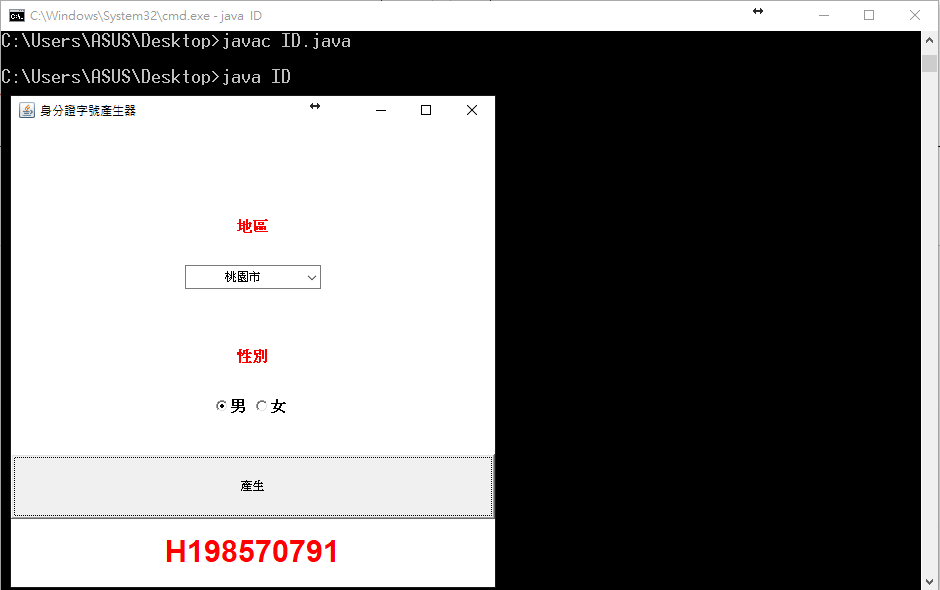 C:\Windows\System32\cmd.exe - java  ID
C:\Users\ASUS\Desktop>javac ID.java
C:\Users\ASUS\Desktop>java ID
身分證字號產生器
地區
桃園市
性別
男 女
產生
H198570791